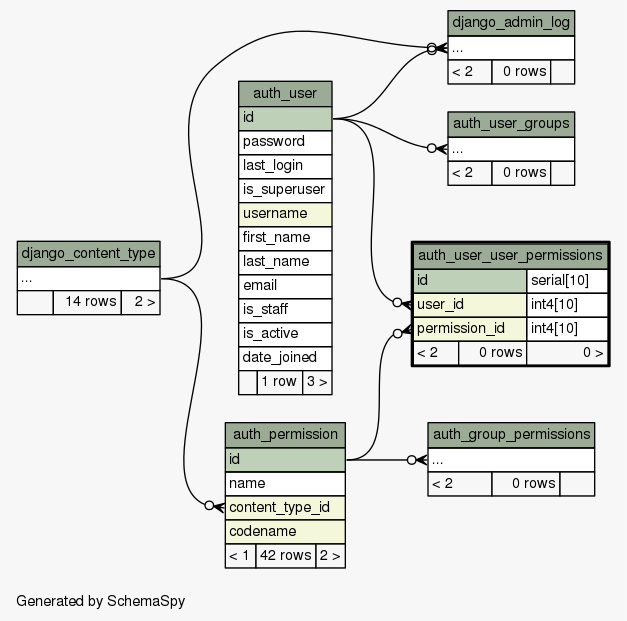 django_admin_log
...
< 2 0 rows
auth_user
id
password
last_login
is_superuser
username
first_name
last_name
email
is_staff
is_active
date_joined
1 row 3 >
auth_user_groups
...
< 2 0 rows
django_content_type
...
14 rows 2 >
auth_user_user_permissions
id serial[10]
user_id int4[10]
permission_id int4[10]
< 2 0 rows 0 >
auth_permission
id
name
content_type_id
codename
< 1 42 rows 2 >
auth_group_permissions
...
< 2 0 rows
Generated by SchemaSpy